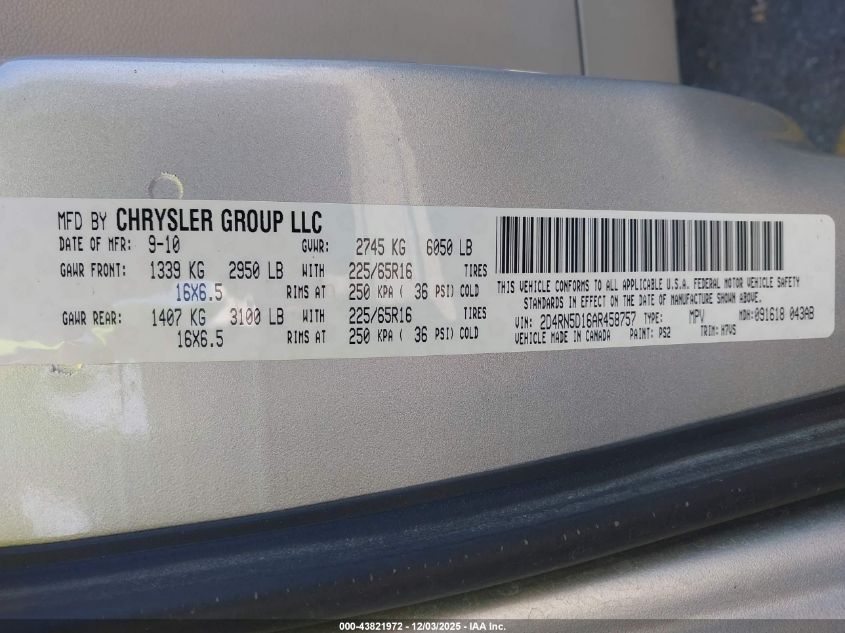 MFD BY CHRYSLER GROUP LLC
DATE OF MFR: 9-10 GVWR: 2745 KG 6050 LB
GAWR FRONT: 1339 KG 2950 LB WITH 225/65R16 TIRES
16X6.5 RIMS AT 250 KPA ( 36 PSI) COLD
GAWR REAR: 1407 KG 3100 LB WITH 225/65R16 TIRES
16X6.5 RIMS AT 250 KPA ( 36 PSI) COLD
THIS VEHICLE CONFORMS TO ALL APPLICABLE U.S.A. FEDERAL MOTOR VEHICLE SAFETY
STANDARDS IN EFFECT ON THE DATE OF MANUFACTURE SHOWN ABOVE.
VIN: 2D4RN5D16AR458757 TYPE: MPV MDH:091618 043AB
VEHICLE MADE IN CANADA PAINT: PS2 TRIM: H7VS
000-43821972 - 12/03/2025 - IAA Inc.